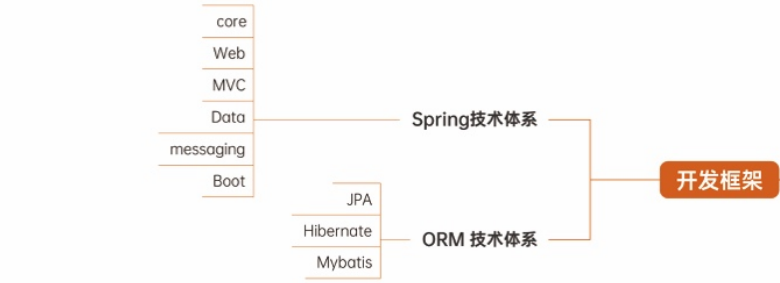 core
Web
MVC
Data
messaging
Boot
Spring技术体系
开发框架
JPA
Hibernate
Mybatis
ORM 技术体系